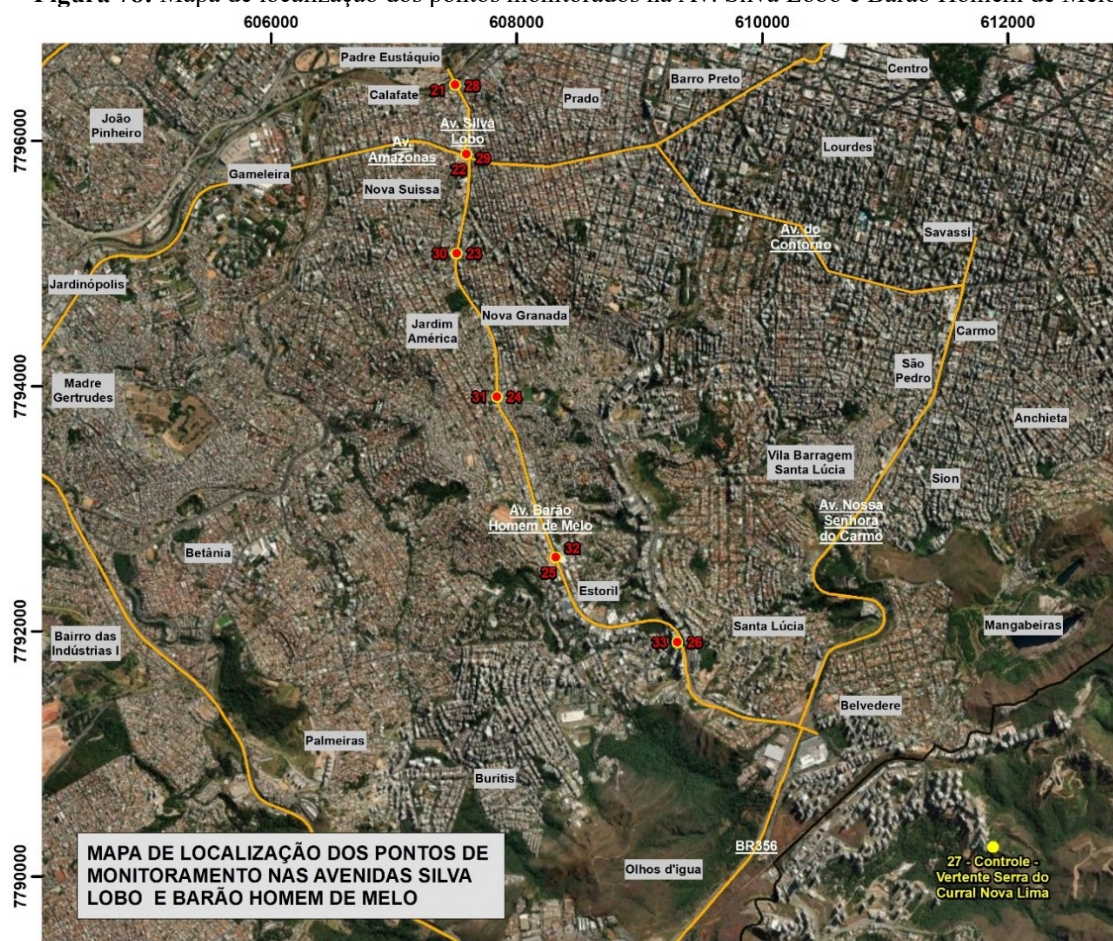 Figura 78: Mapa de localização dos pontos monitorados na Av. Silva Lobo e Barão Homem de Melo
606000
608000
610000
612000
7796000
7794000
7792000
7790000
Padre Eustáquio
Centro
Barro Preto
21
28
Calafate
Prado
João
Pinheiro
Av. Silva
Lobo
Av.
Amazonas
Lourdes
29
22
Gameleira
Nova Suissa
Av. do
Contorno
Savassi
30
23
Jardinópolis
Nova Granada
Jardim
América
Carmo
São
Pedro
Madre
Gertrudes
31
24
Anchieta
Vila Barragem
Santa Lúcia
Sion
Av. Nossa
Senhora
do Carmo
Av. Barão
Homem de Melo
32
25
Betânia
Estoril
Bairro das
Indústrias I
33
26
Santa Lúcia
Mangabeiras
Belvedere
Palmeiras
Buritis
BR356
Olhos d'igua
27 - Controle -
Vertente Serra do
Curral Nova Lima
MAPA DE LOCALIZAÇÃO DOS PONTOS DE
MONITORAMENTO NAS AVENIDAS SILVA
LOBO E BARÃO HOMEM DE MELO